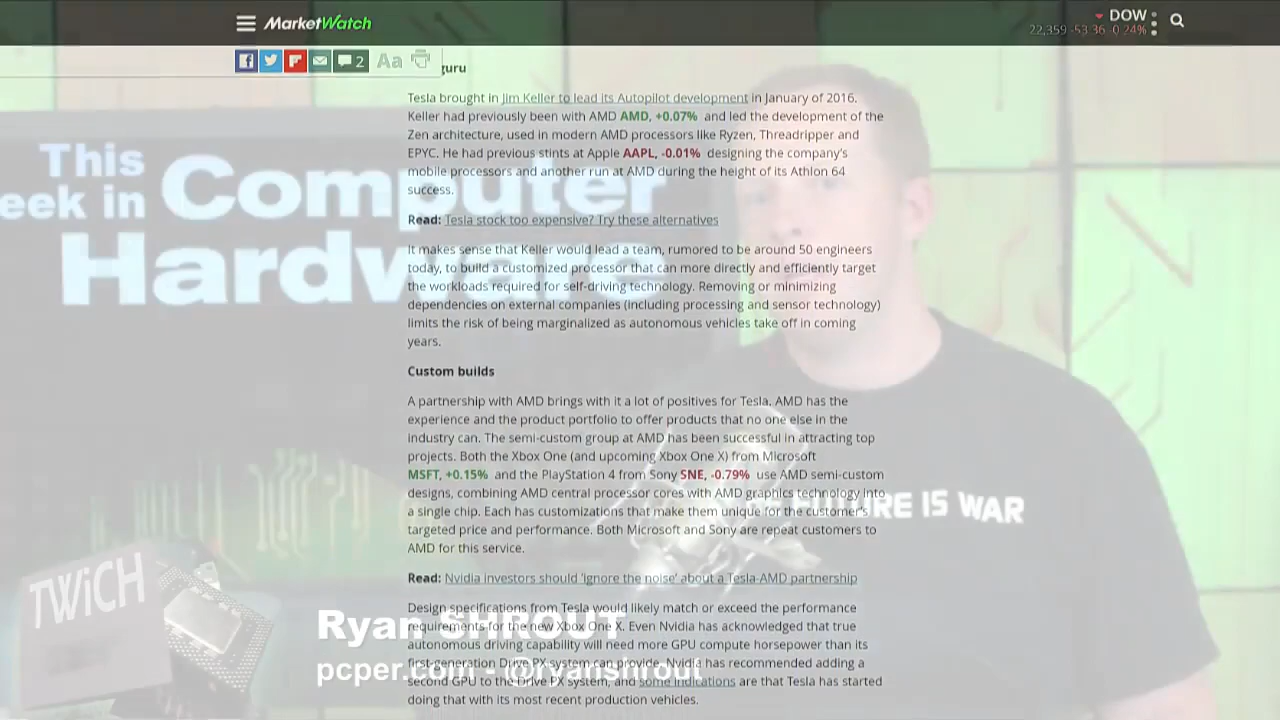 MarketWatch
DOW
22,359 -53.36 -0.24%
2
Aa
guru
Tesla brought in Jim Keller to lead its Autopilot development in January of 2016.
Keller had previously been with AMD AMD, +0.07% and led the development of the
Zen architecture, used in modern AMD processors like Ryzen, Threadripper and
EPYC. He had previous stints at Apple AAPL, -0.01% designing the company's
mobile processors and another run at AMD during the height of its Athlon 64
success.
Read: Tesla stock too expensive? Try these alternatives
It makes sense that Keller would lead a team, rumored to be around 50 engineers
today, to build a customized processor that can more directly and efficiently target
the workloads required for self-driving technology. Removing or minimizing
dependencies on external companies (including processing and sensor technology)
limits the risk of being marginalized as autonomous vehicles take off in coming
years.
Custom builds
A partnership with AMD brings with it a lot of positives for Tesla. AMD has the
experience and the product portfolio to offer products that no one else in the
industry can. The semi-custom group at AMD has been successful in attracting top
projects. Both the Xbox One (and upcoming Xbox One X) from Microsoft
MSFT, +0.15% and the PlayStation 4 from Sony SNE, -0.79% use AMD semi-custom
designs, combining AMD central processor cores with AMD graphics technology into
a single chip. Each has customizations that make them unique for the customer's
targeted price and performance. Both Microsoft and Sony are repeat customers to
AMD for this service.
Read: Nvidia investors should 'ignore the noise' about a Tesla-AMD partnership
Design specifications from Tesla would likely match or exceed the performance
requirements for the new Xbox One X. Even Nvidia has acknowledged that true
autonomous driving capability will need more GPU compute horsepower than its
first-generation Drive PX system can provide. Nvidia has recommended adding a
second GPU to the Drive PX system, and some indications are that Tesla has started
doing that with its most recent production vehicles.
This
eek in Computer
Hardware
IS WAR
TWiCH
Ryan SHROUT
pcper.com - @ryanshrout